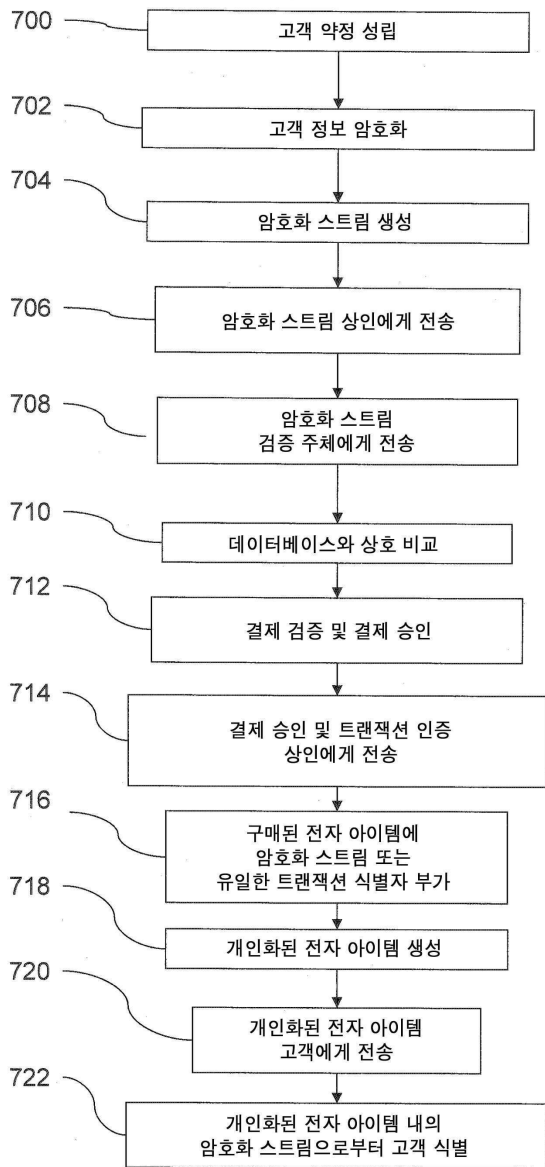 700
고객 약정 성립
702
고객 정보 암호화
704
암호화 스트림 생성
706
암호화 스트림 상인에게 전송
708
암호화 스트림
검증 주체에게 전송
710
데이터베이스와 상호 비교
712
결제 검증 및 결제 승인
714
결제 승인 및 트랜잭션 인증
상인에게 전송
716
구매된 전자 아이템에
암호화 스트림 또는
유일한 트랜잭션 식별자 부가
718
개인화된 전자 아이템 생성
720
개인화된 전자 아이템
고객에게 전송
722
개인화된 전자 아이템 내의
암호화 스트림으로부터 고객 식별